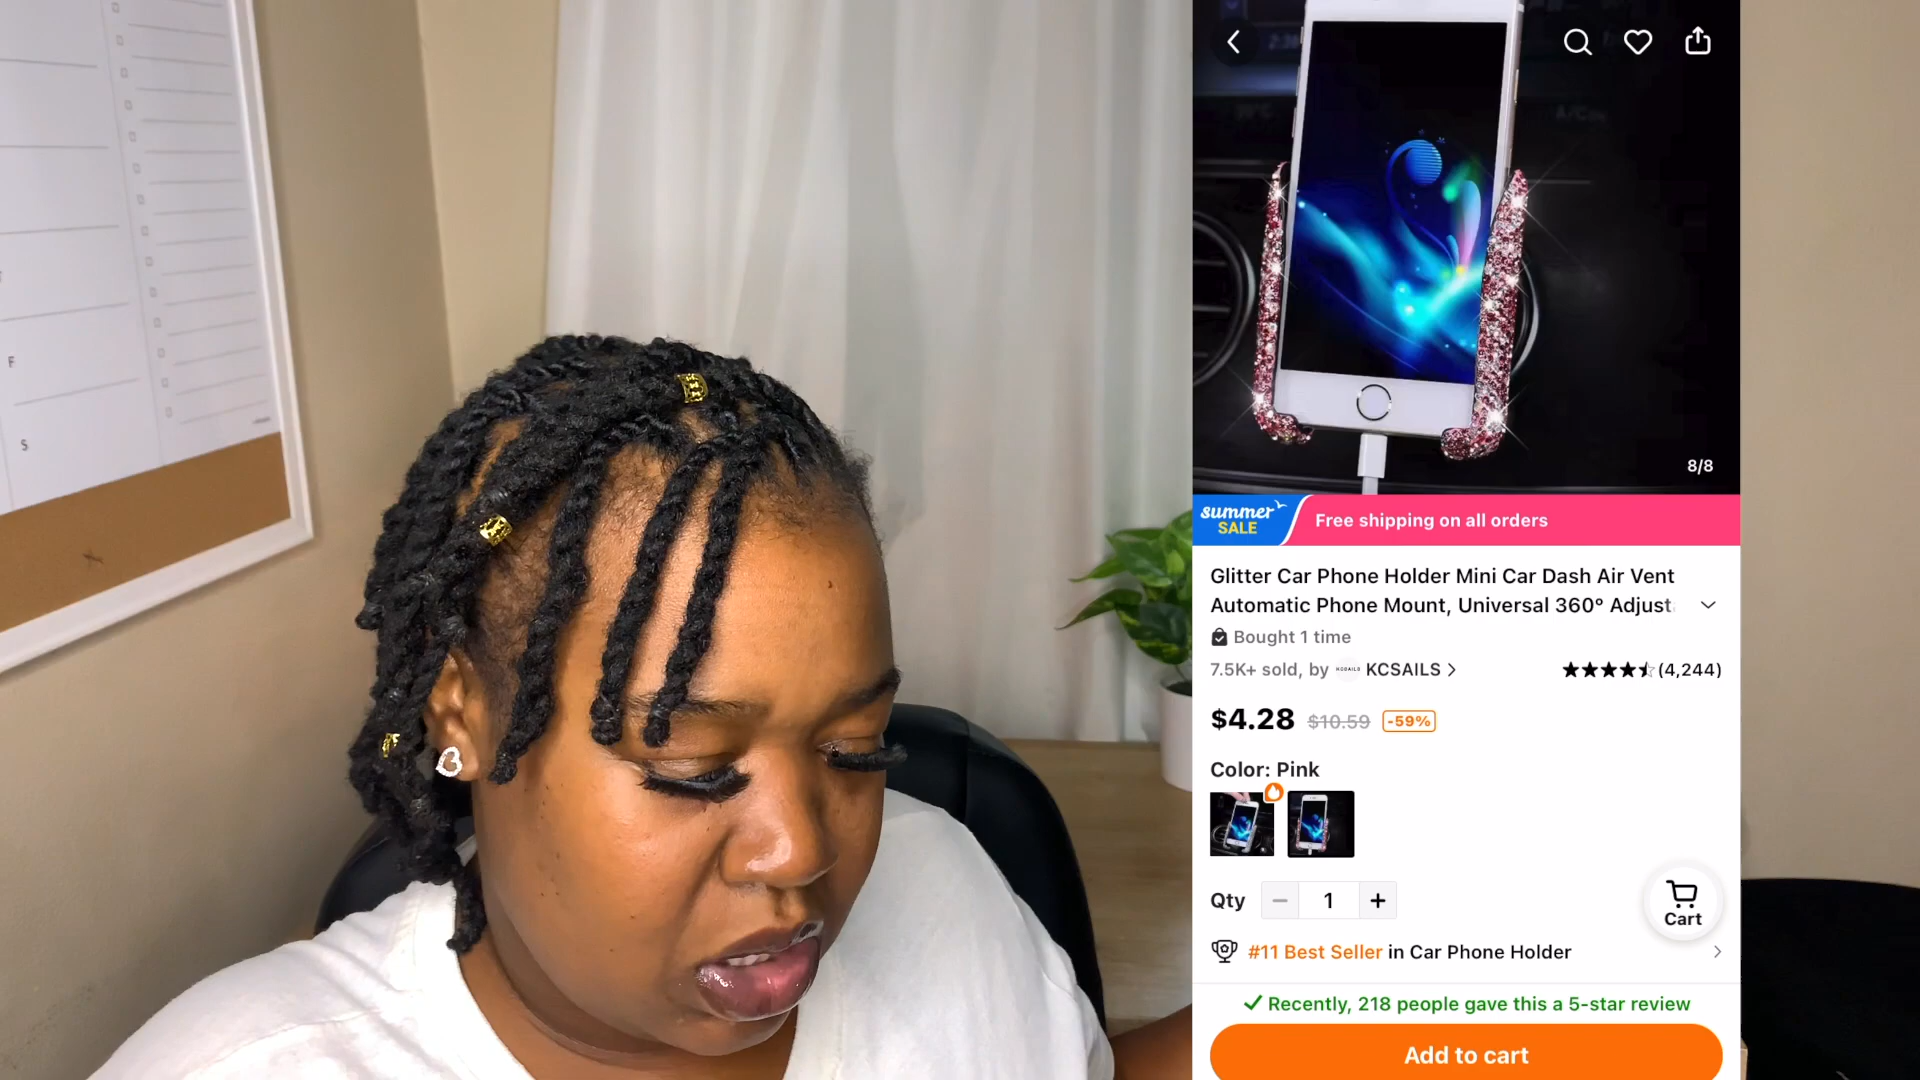 F
S
8/8
summer
SALE
Free shipping on all orders
Glitter Car Phone Holder Mini Car Dash Air Vent
Automatic Phone Mount, Universal 360° Adjust
Bought 1 time
7.5K+ sold, by KCSAILS
(4,244)
$4.28 $10.59 -59%
Color: Pink
Qty − 1 +
Cart
#11 Best Seller in Car Phone Holder
Recently, 218 people gave this a 5-star review
Add to cart